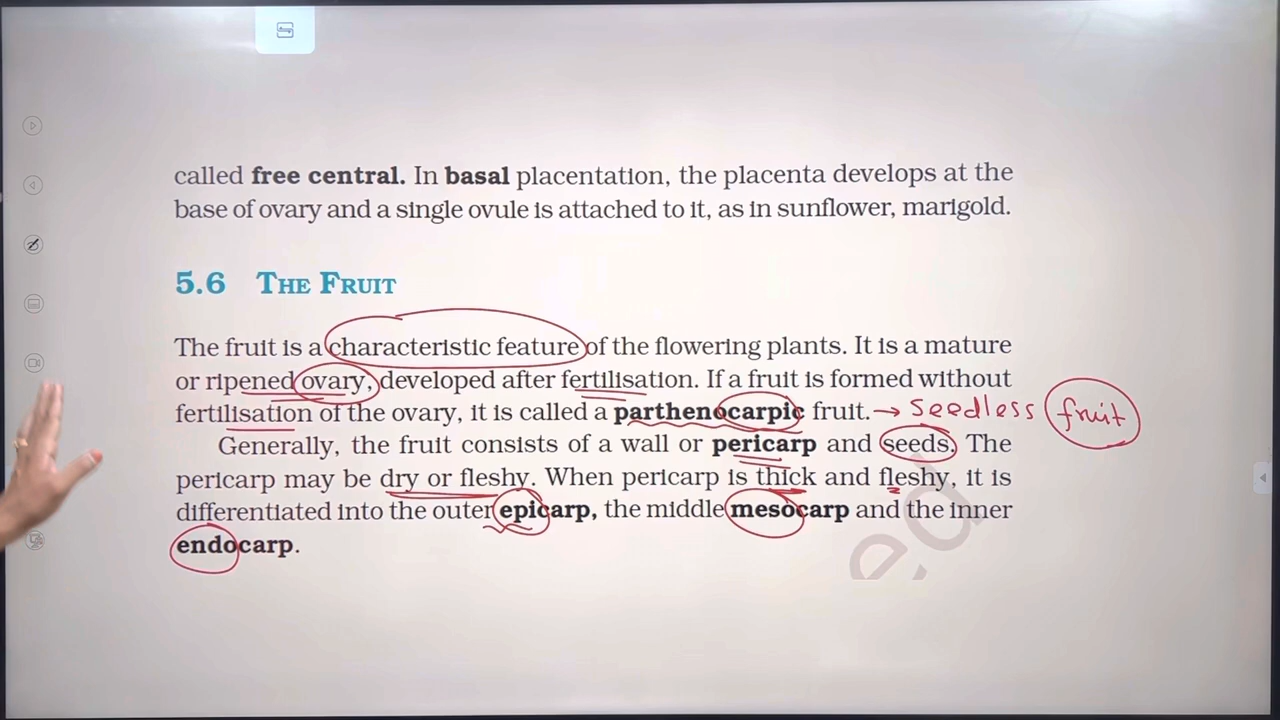 called free central. In basal placentation, the placenta develops at the
base of ovary and a single ovule is attached to it, as in sunflower, marigold.
5.6 The Fruit
The fruit is a characteristic feature of the flowering plants. It is a mature
or ripened ovary, developed after fertilisation. If a fruit is formed without
fertilisation of the ovary, it is called a parthenocarpic fruit. → Seedless fruit
Generally, the fruit consists of a wall or pericarp and seeds. The
pericarp may be dry or fleshy. When pericarp is thick and fleshy, it is
differentiated into the outer epicarp, the middle mesocarp and the inner
endocarp.
ed